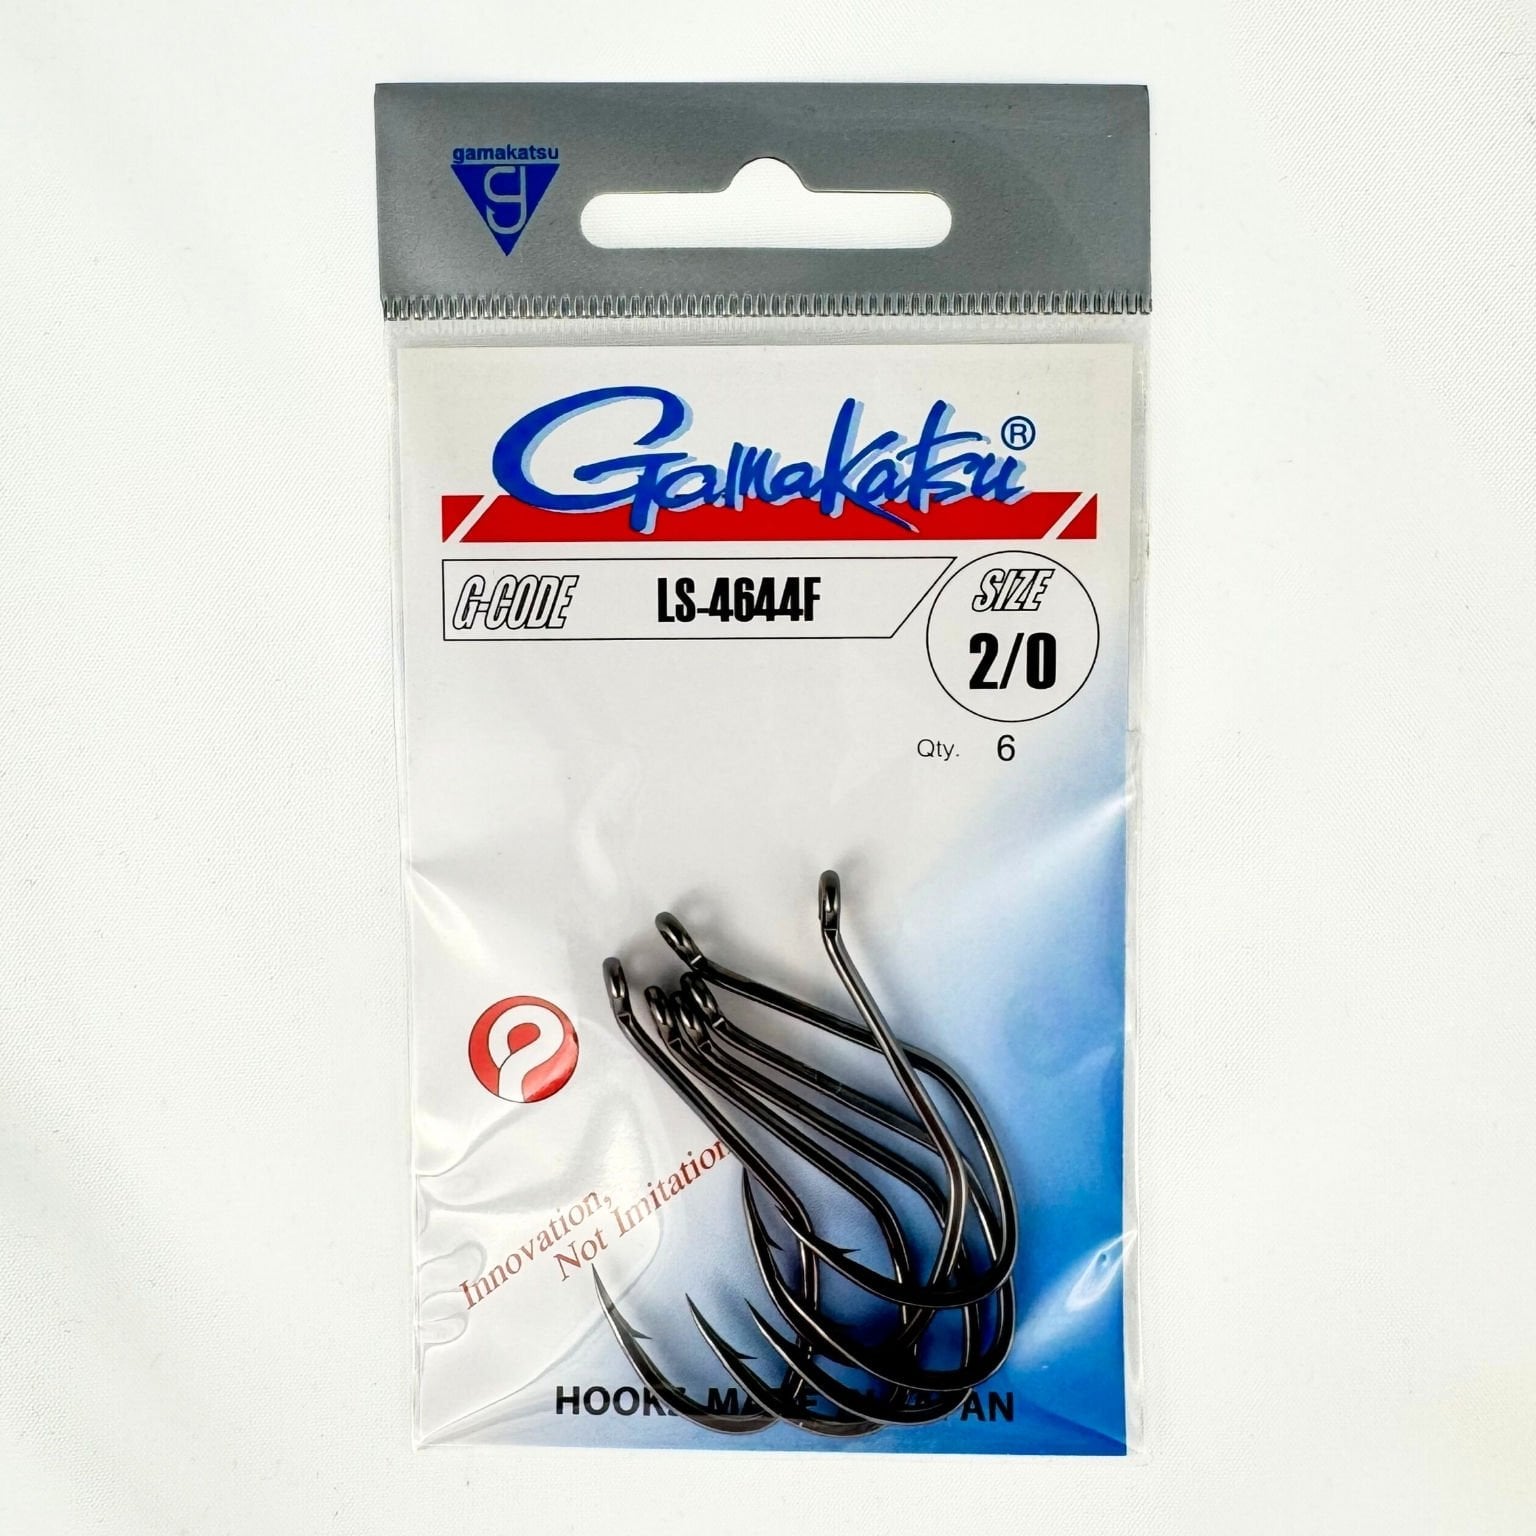 gamakatsu
Gamakatsu®
G-CODE LS-4644F
SIZE
2/0
Qty. 6
Innovation,
Not Imitation
HOOKS MADE IN JAPAN